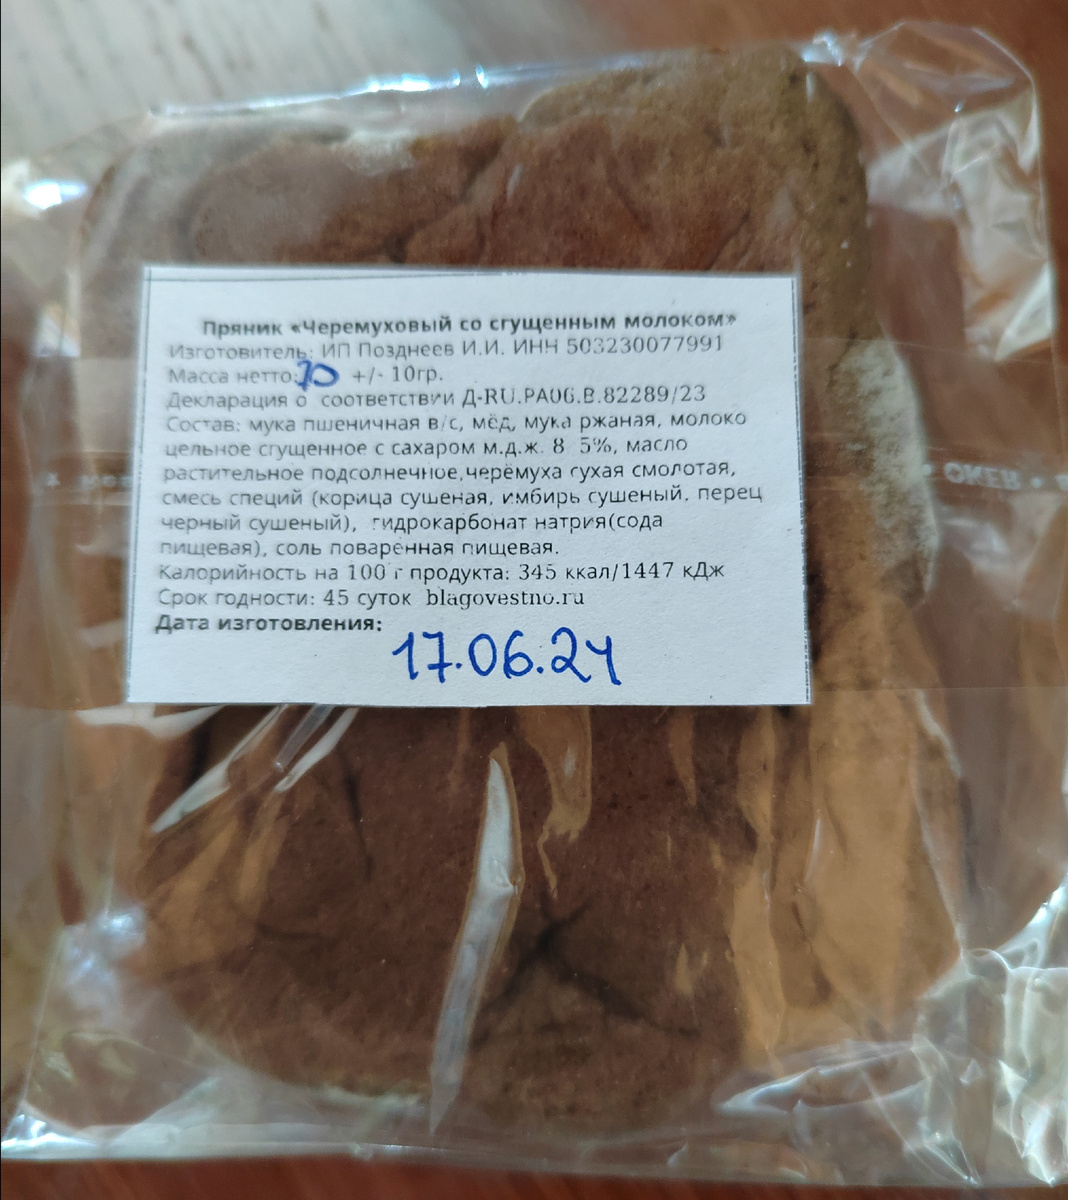 Пряник «Черемуховый со сгущенным молоком»
Изготовитель: ИП Позднеев И.И. ИНН 503230077991
Масса нетто: 70 +/- 10гр.
Декларация о соответствии Д-RU.РА06.В.82289/23
Состав: мука пшеничная в/с, мёд, мука ржаная, молоко
цельное сгущенное с сахаром м.д.ж. 8 5%, масло
растительное подсолнечное,черёмуха сухая смолотая,
смесь специй (корица сушеная, имбирь сушеный, перец
черный сушеный), гидрокарбонат натрия(сода
пищевая), соль поваренная пищевая.
Калорийность на 100 г продукта: 345 ккал/1447 кДж
Срок годности: 45 суток blagovestno.ru
Дата изготовления:
17.06.24